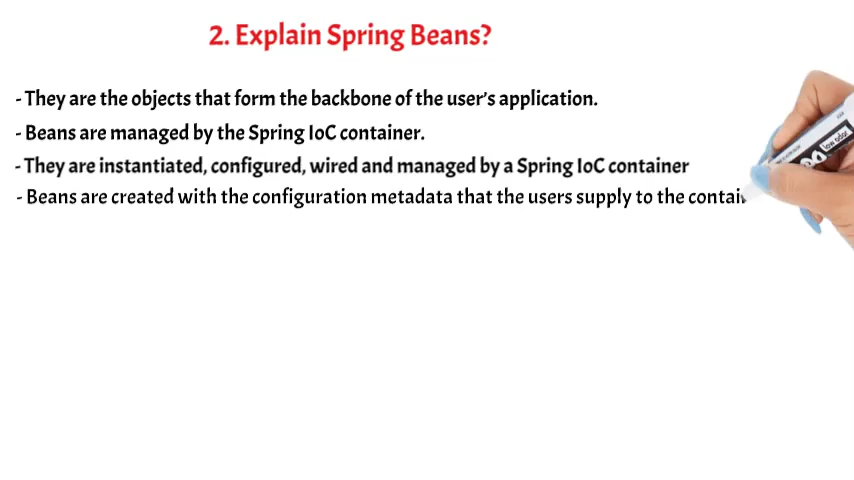 2. Explain Spring Beans?
- They are the objects that form the backbone of the user's application.
- Beans are managed by the Spring IoC container.
- They are instantiated, configured, wired and managed by a Spring IoC container
- Beans are created with the configuration metadata that the users supply to the
low odor